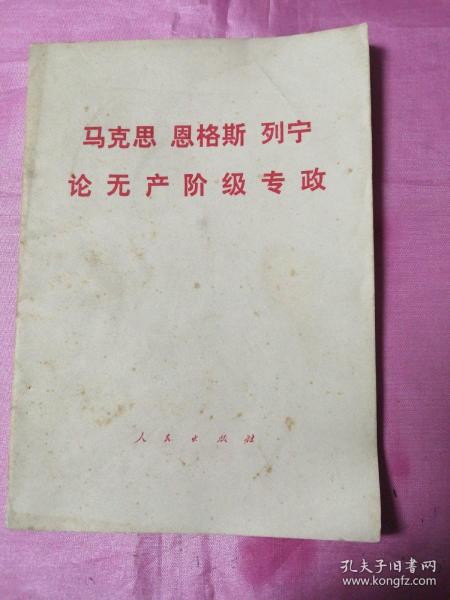 马克思 恩格斯 列宁
论无产阶级专政
人民出版社
孔夫子旧书网
www.kongfz.com